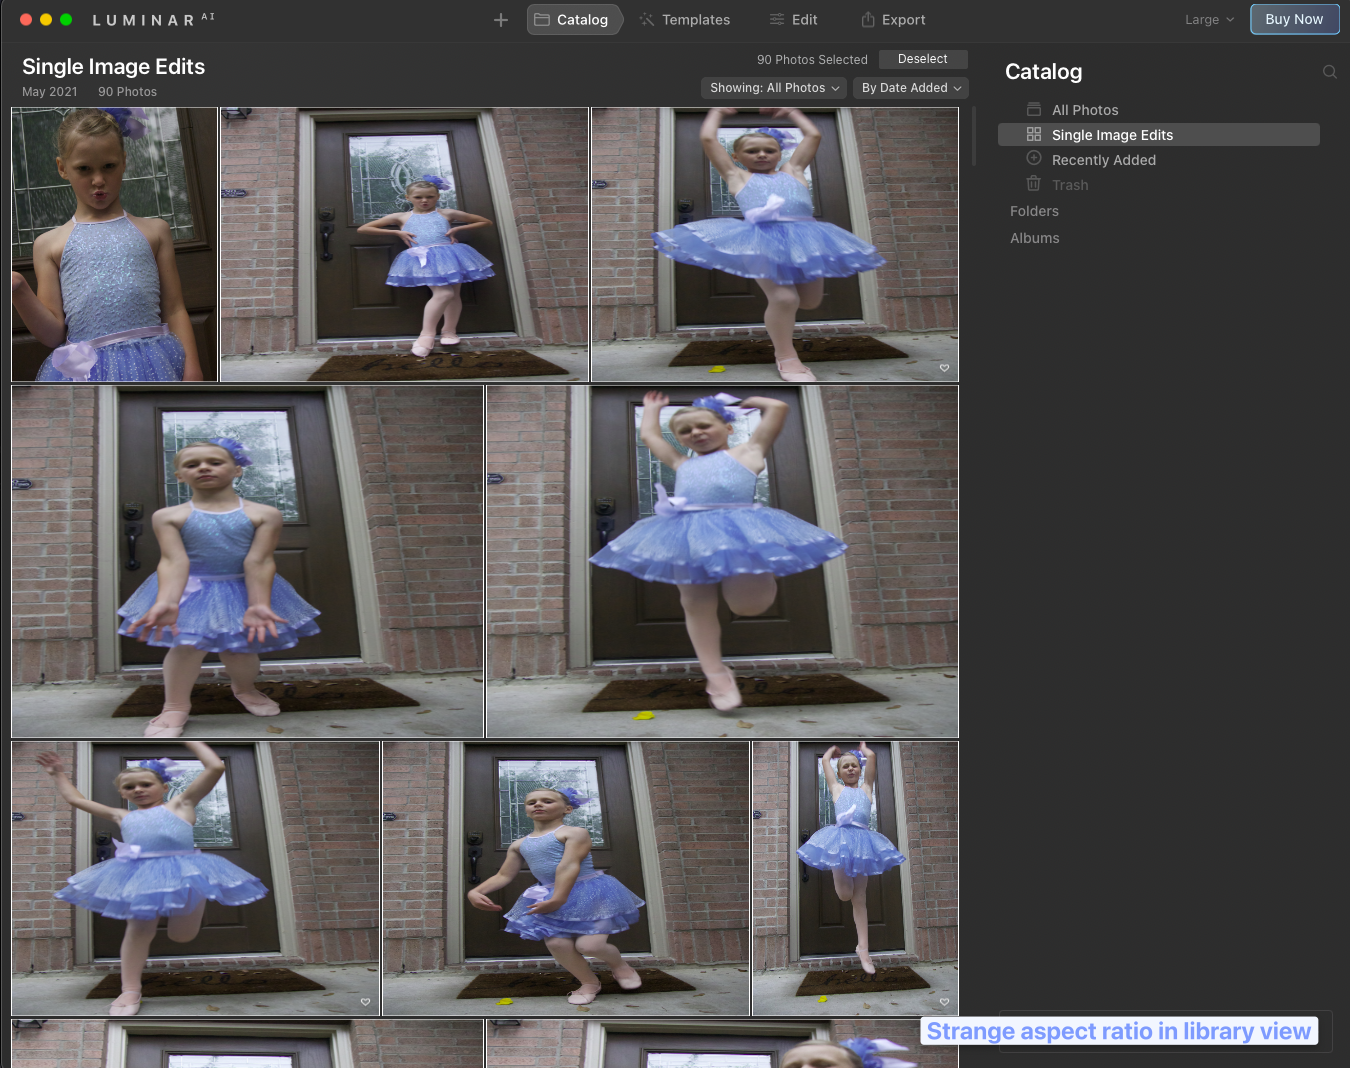 LUMINAR AI
Catalog
Templates
Edit
Export
Large
Buy Now
Single Image Edits
May 2021 90 Photos
90 Photos Selected
Deselect
Showing: All Photos
By Date Added
Catalog
All Photos
Single Image Edits
Recently Added
Trash
Folders
Albums
hello
Strange aspect ratio in library view